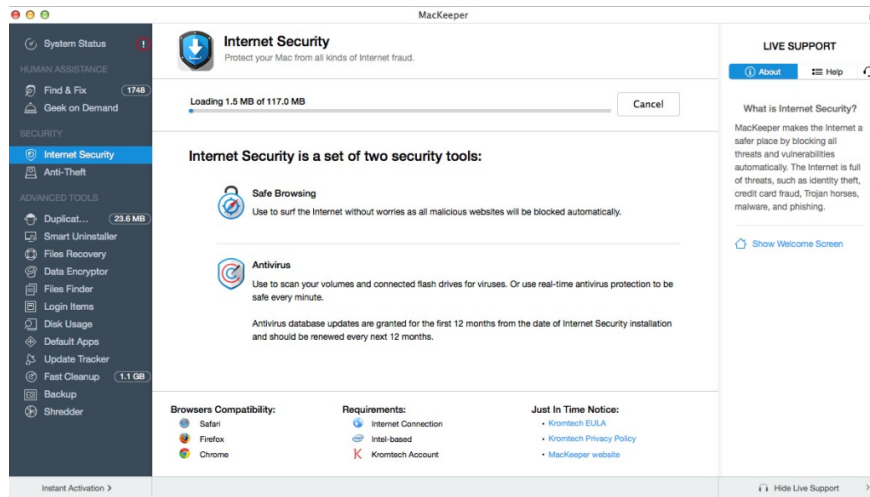 MacKeeper
System Status
!
HUMAN ASSISTANCE
Find & Fix 1748
Geek on Demand
SECURITY
Internet Security
Anti-Theft
ADVANCED TOOLS
Duplicat... 23.6 MB
Smart Uninstaller
Files Recovery
Data Encryptor
Files Finder
Login Items
Disk Usage
Default Apps
Update Tracker
Fast Cleanup 1.1 GB
Backup
Shredder
Instant Activation >
Internet Security
Protect your Mac from all kinds of Internet fraud.
Loading 1.5 MB of 117.0 MB
Cancel
Internet Security is a set of two security tools:
Safe Browsing
Use to surf the Internet without worries as all malicious websites will be blocked automatically.
Antivirus
Use to scan your volumes and connected flash drives for viruses. Or use real-time antivirus protection to be
safe every minute.
Antivirus database updates are granted for the first 12 months from the date of Internet Security installation
and should be renewed every next 12 months.
Browsers Compatibility:
Safari
Firefox
Chrome
Requirements:
Internet Connection
Intel-based
Kromtech Account
Just In Time Notice:
• Kromtech EULA
• Kromtech Privacy Policy
• MacKeeper website
LIVE SUPPORT
About
Help
What is Internet Security?
MacKeeper makes the Internet a
safer place by blocking all
threats and vulnerabilities
automatically. The Internet is full
of threats, such as identity theft,
credit card fraud, Trojan horses,
malware, and phishing.
Show Welcome Screen
Hide Live Support >